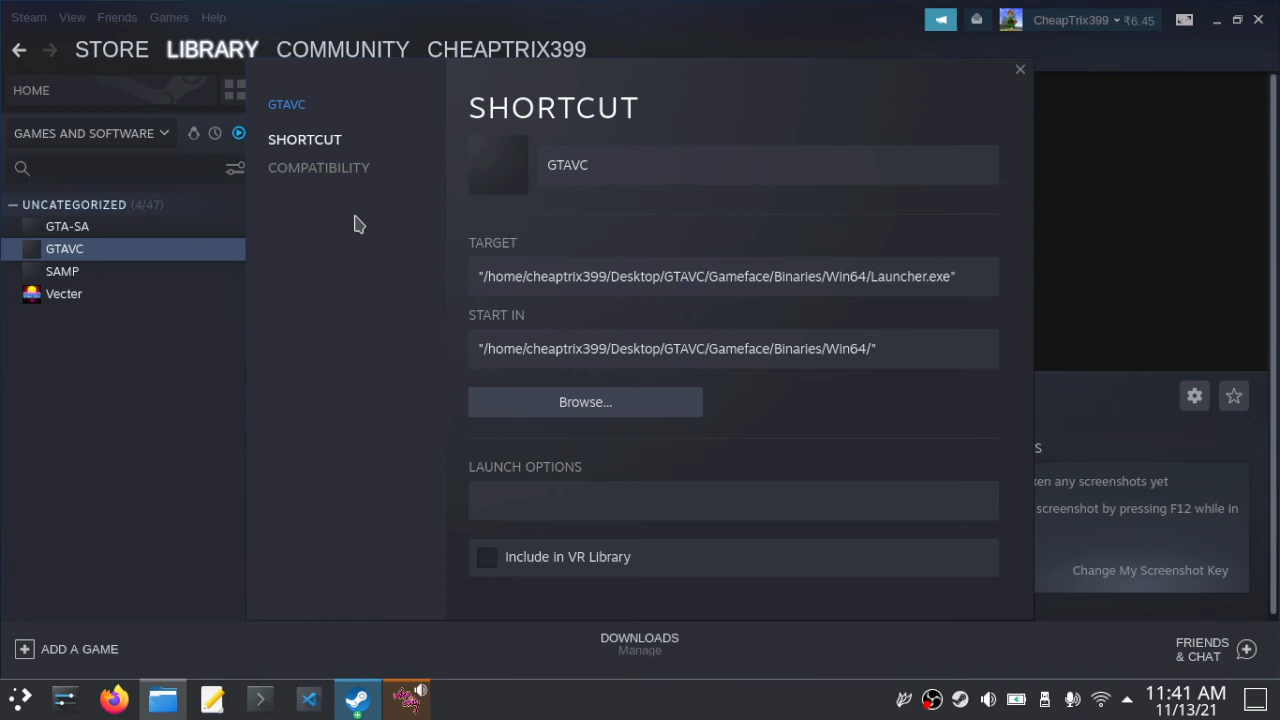 Steam View Friends Games Help
CheapTrix399 ₹6.45
STORE LIBRARY COMMUNITY CHEAPTRIX399
HOME
GAMES AND SOFTWARE
UNCATEGORIZED (4/47)
GTA-SA
GTAVC
SAMP
Vecter
GTAVC
SHORTCUT
COMPATIBILITY
SHORTCUT
GTAVC
TARGET
"/home/cheaptrix399/Desktop/GTAVC/Gameface/Binaries/Win64/Launcher.exe"
START IN
"/home/cheaptrix399/Desktop/GTAVC/Gameface/Binaries/Win64/"
Browse...
LAUNCH OPTIONS
Include in VR Library
S
ken any screenshots yet
screenshot by pressing F12 while in
Change My Screenshot Key
ADD A GAME
DOWNLOADS
Manage
FRIENDS
& CHAT
11:41 AM
11/13/21